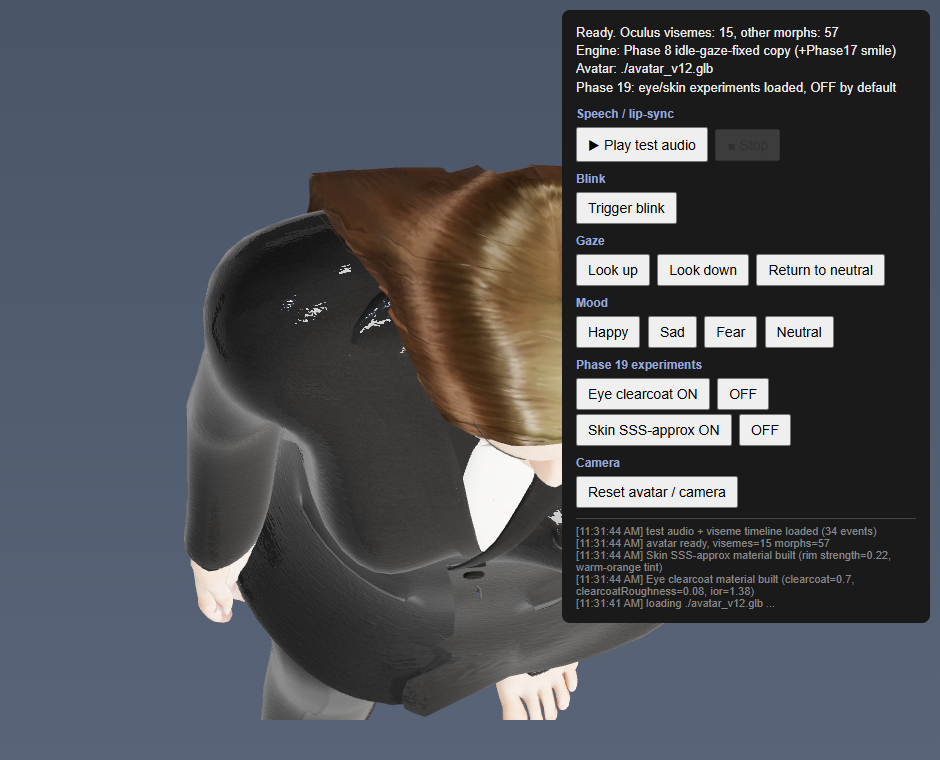 Ready. Oculus visemes: 15, other morphs: 57
Engine: Phase 8 idle-gaze-fixed copy (+Phase17 smile)
Avatar: ./avatar_v12.glb
Phase 19: eye/skin experiments loaded, OFF by default
Speech / lip-sync
▶ Play test audio
■ Stop
Blink
Trigger blink
Gaze
Look up
Look down
Return to neutral
Mood
Happy
Sad
Fear
Neutral
Phase 19 experiments
Eye clearcoat ON
OFF
Skin SSS-approx ON
OFF
Camera
Reset avatar / camera
[11:31:44 AM] test audio + viseme timeline loaded (34 events)
[11:31:44 AM] avatar ready, visemes=15 morphs=57
[11:31:44 AM] Skin SSS-approx material built (rim strength=0.22,
warm-orange tint)
[11:31:44 AM] Eye clearcoat material built (clearcoat=0.7,
clearcoatRoughness=0.08, ior=1.38)
[11:31:41 AM] loading ./avatar_v12.glb ...